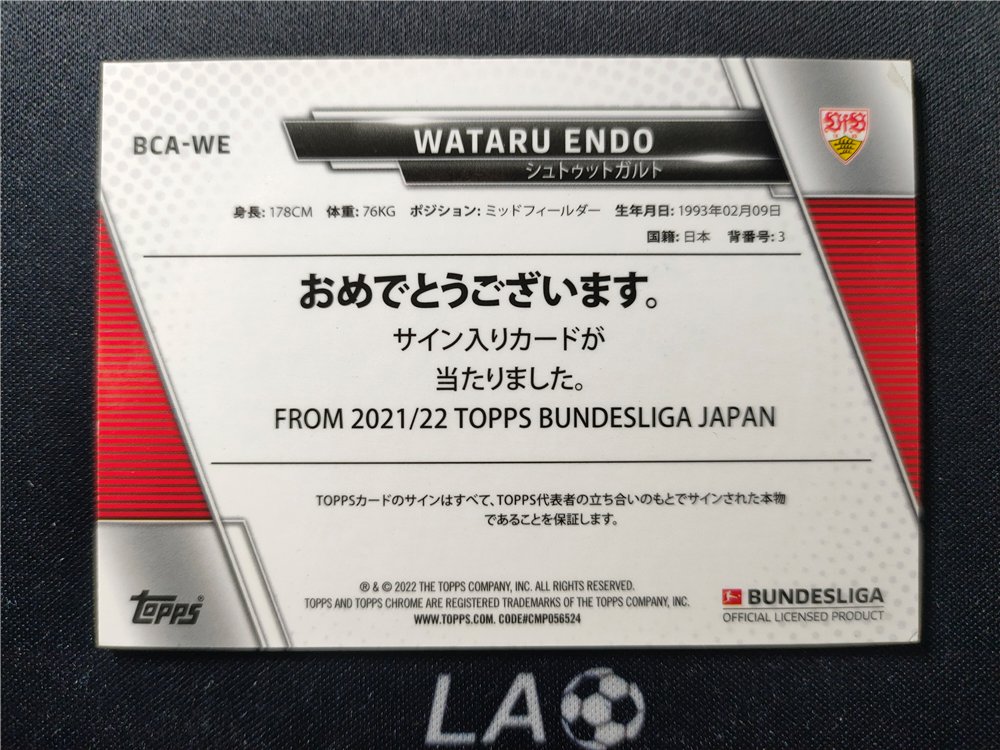 BCA-WE
WATARU ENDO
シュトゥットガルト
身長: 178CM 体重: 76KG ポジション: ミッドフィールダー 生年月日: 1993年02月09日
国籍: 日本 背番号: 3
おめでとうございます。
サイン入りカードが
当たりました。
FROM 2021/22 TOPPS BUNDESLIGA JAPAN
TOPPSカードのサインはすべて、TOPPS代表者の立ち合いのもとでサインされた本物
であることを保証します。
® & © 2022 THE TOPPS COMPANY, INC. ALL RIGHTS RESERVED.
TOPPS AND TOPPS CHROME ARE REGISTERED TRADEMARKS OF THE TOPPS COMPANY, INC.
WWW.TOPPS.COM. CODE#CMP056524
TOPPS®
BUNDESLIGA
OFFICIAL LICENSED PRODUCT
LA